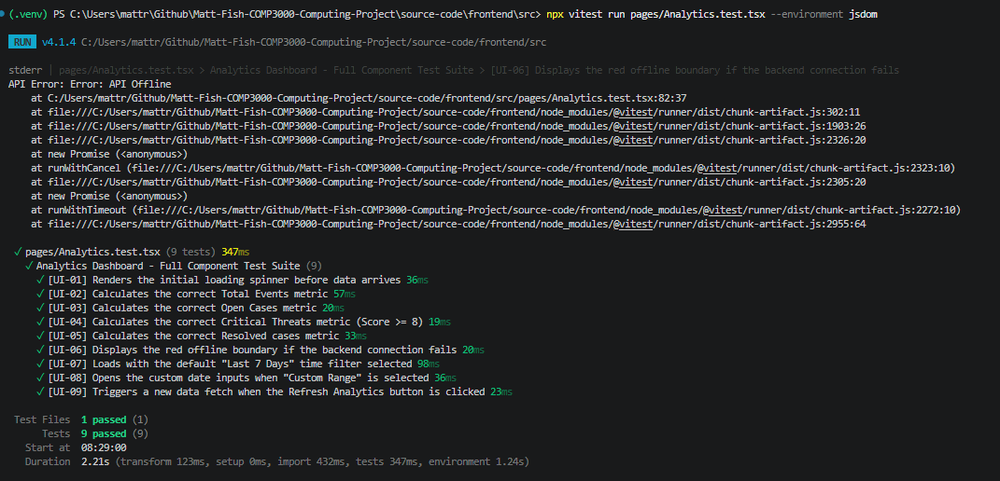 (.venv) PS C:\Users\mattr\Github\Matt-Fish-COMP3000-Computing-Project\source-code\frontend\src> npx vitest run pages/Analytics.test.tsx --environment jsdom
RUN v4.1.4 C:/Users/mattr/Github/Matt-Fish-COMP3000-Computing-Project/source-code/frontend/src
stderr | pages/Analytics.test.tsx > Analytics Dashboard - Full Component Test Suite > [UI-06] Displays the red offline boundary if the backend connection fails
API Error: Error: API Offline
at C:/Users/mattr/Github/Matt-Fish-COMP3000-Computing-Project/source-code/frontend/src/pages/Analytics.test.tsx:82:37
at file:///C:/Users/mattr/Github/Matt-Fish-COMP3000-Computing-Project/source-code/frontend/node_modules/@vitest/runner/dist/chunk-artifact.js:302:11
at file:///C:/Users/mattr/Github/Matt-Fish-COMP3000-Computing-Project/source-code/frontend/node_modules/@vitest/runner/dist/chunk-artifact.js:1903:26
at file:///C:/Users/mattr/Github/Matt-Fish-COMP3000-Computing-Project/source-code/frontend/node_modules/@vitest/runner/dist/chunk-artifact.js:2326:20
at new Promise (<anonymous>)
at runWithCancel (file:///C:/Users/mattr/Github/Matt-Fish-COMP3000-Computing-Project/source-code/frontend/node_modules/@vitest/runner/dist/chunk-artifact.js:2323:10)
at file:///C:/Users/mattr/Github/Matt-Fish-COMP3000-Computing-Project/source-code/frontend/node_modules/@vitest/runner/dist/chunk-artifact.js:2305:20
at new Promise (<anonymous>)
at runWithTimeout (file:///C:/Users/mattr/Github/Matt-Fish-COMP3000-Computing-Project/source-code/frontend/node_modules/@vitest/runner/dist/chunk-artifact.js:2272:10)
at file:///C:/Users/mattr/Github/Matt-Fish-COMP3000-Computing-Project/source-code/frontend/node_modules/@vitest/runner/dist/chunk-artifact.js:2955:64
✓ pages/Analytics.test.tsx (9 tests) 347ms
✓ Analytics Dashboard - Full Component Test Suite (9)
✓ [UI-01] Renders the initial loading spinner before data arrives 36ms
✓ [UI-02] Calculates the correct Total Events metric 57ms
✓ [UI-03] Calculates the correct Open Cases metric 20ms
✓ [UI-04] Calculates the correct Critical Threats metric (Score >= 8) 19ms
✓ [UI-05] Calculates the correct Resolved cases metric 33ms
✓ [UI-06] Displays the red offline boundary if the backend connection fails 20ms
✓ [UI-07] Loads with the default "Last 7 Days" time filter selected 98ms
✓ [UI-08] Opens the custom date inputs when "Custom Range" is selected 36ms
✓ [UI-09] Triggers a new data fetch when the Refresh Analytics button is clicked 23ms
Test Files 1 passed (1)
Tests 9 passed (9)
Start at 08:29:00
Duration 2.21s (transform 123ms, setup 0ms, import 432ms, tests 347ms, environment 1.24s)